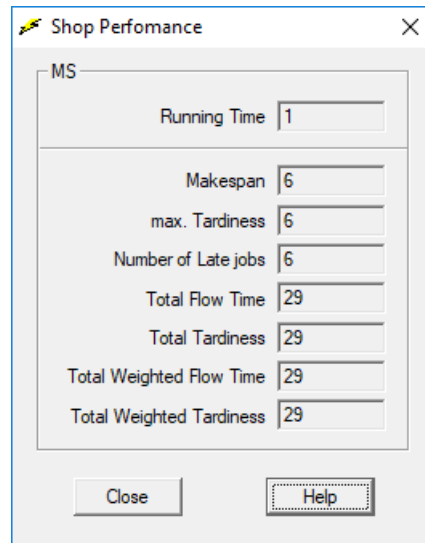 Shop Perfomance
MS
Running Time 1
Makespan 6
max. Tardiness 6
Number of Late jobs 6
Total Flow Time 29
Total Tardiness 29
Total Weighted Flow Time 29
Total Weighted Tardiness 29
Close Help